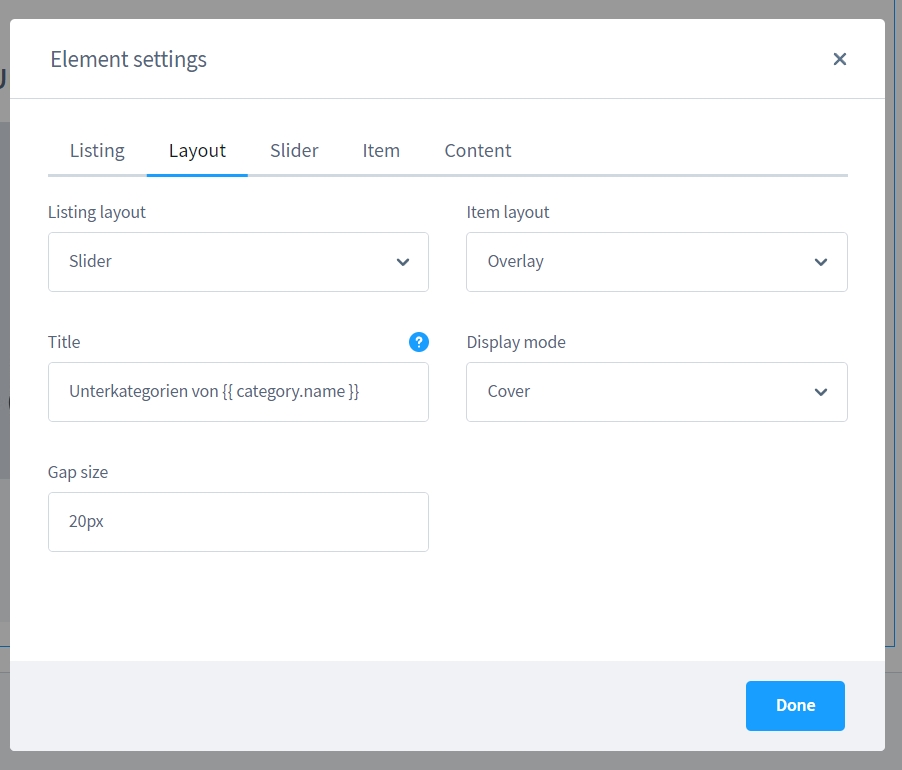 Element settings
Listing Layout Slider Item Content
Listing layout Item layout
Slider Overlay
Title ? Display mode
Unterkategorien von {{ category.name }} Cover
Gap size
20px
Done